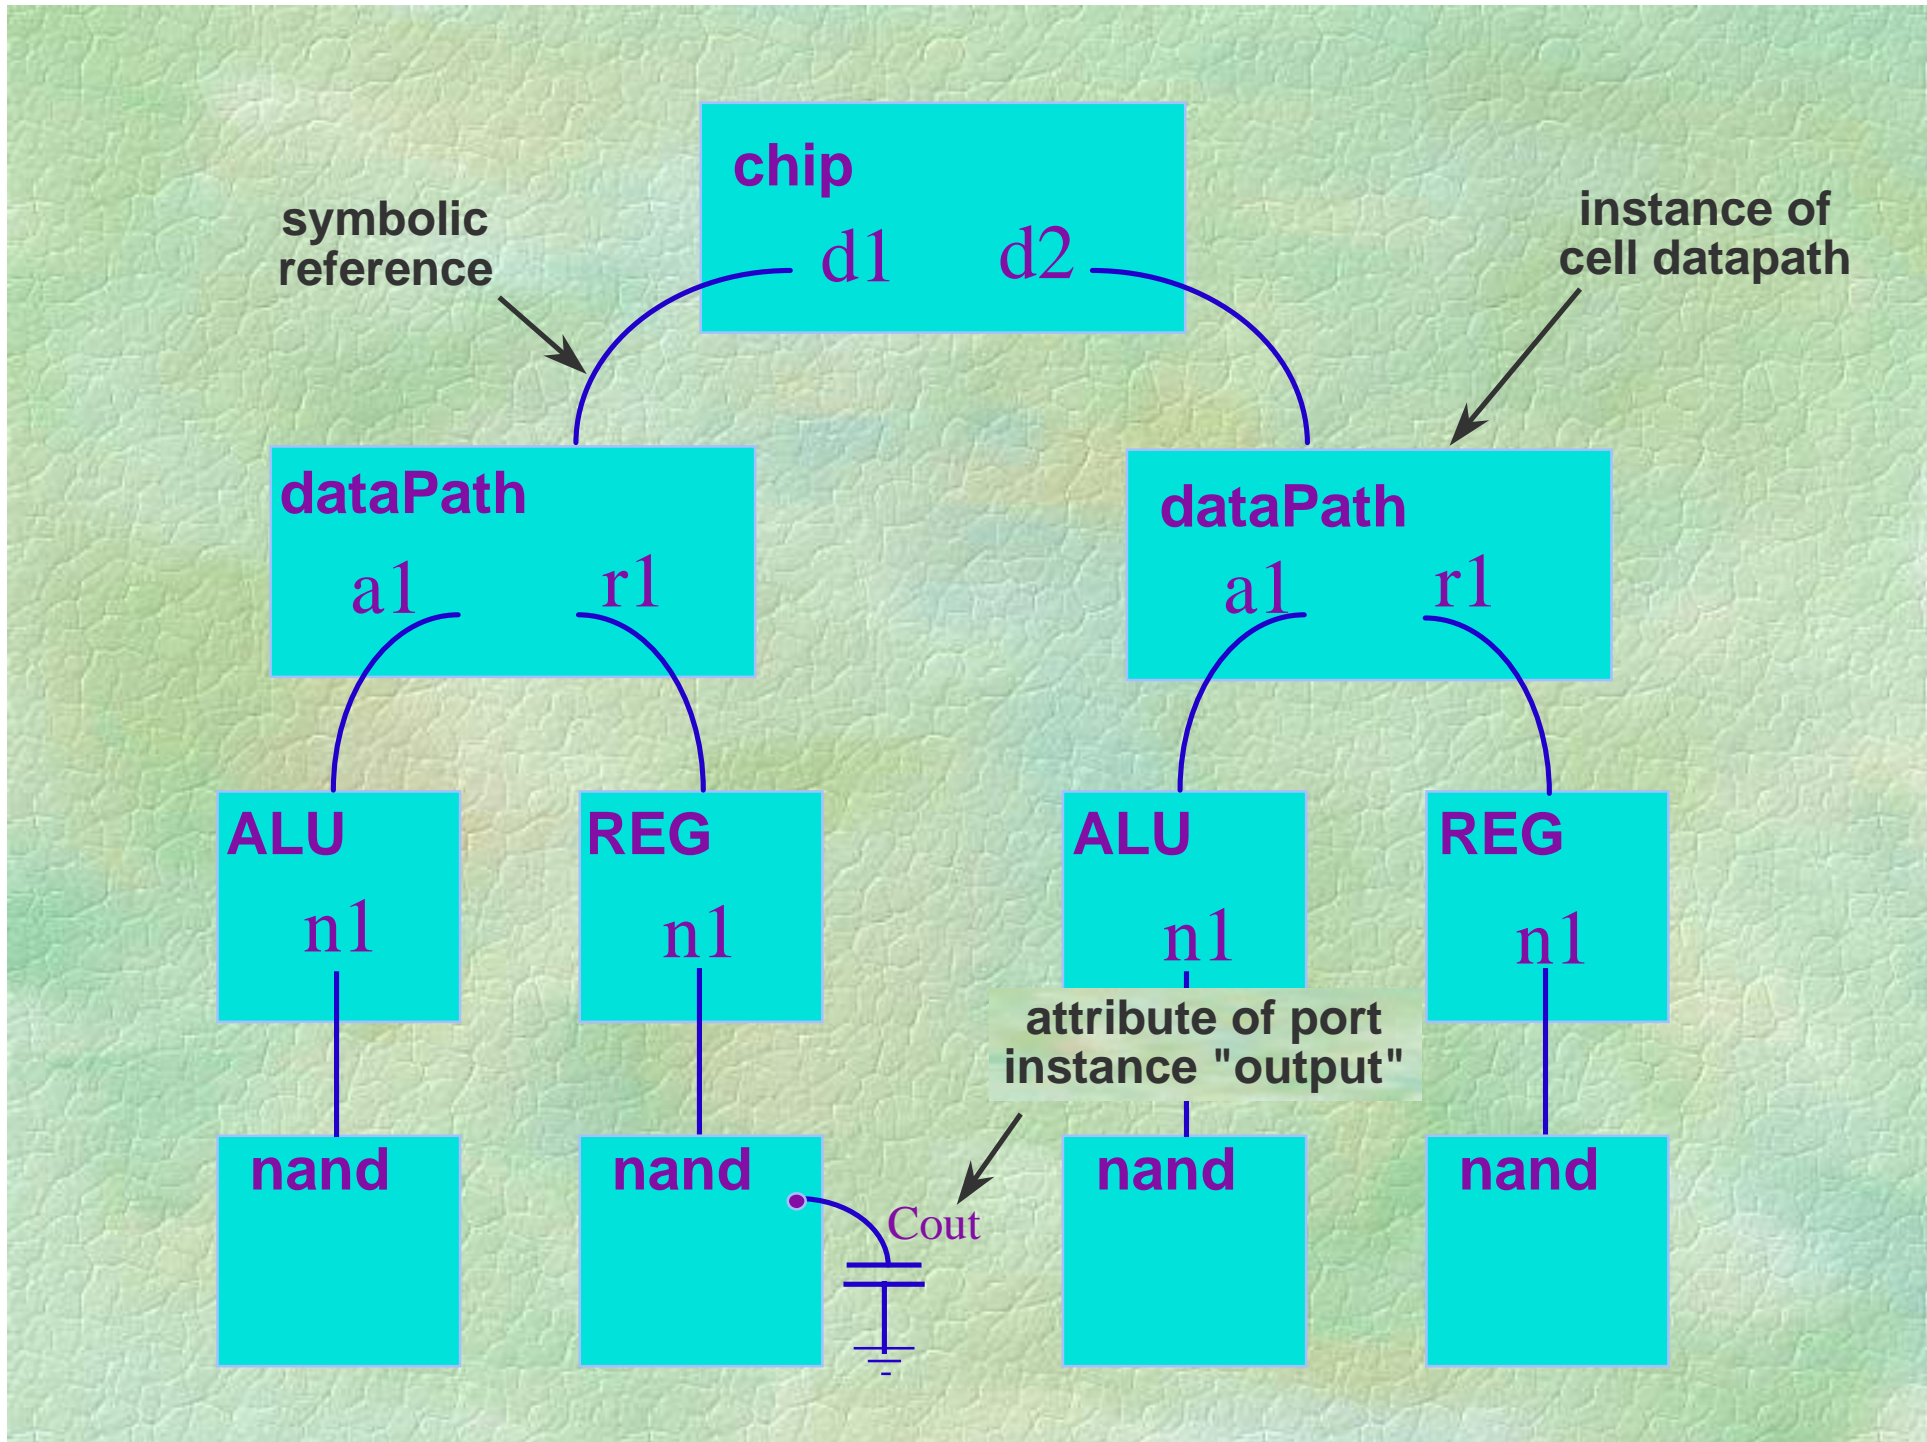 chip
symbolic
reference
instance of
cell datapath
d1 d2
dataPath dataPath
a1 r1 a1 r1
ALU REG ALU REG
n1 n1 n1 n1
attribute of port
instance "output"
nand nand nand nand
Cout